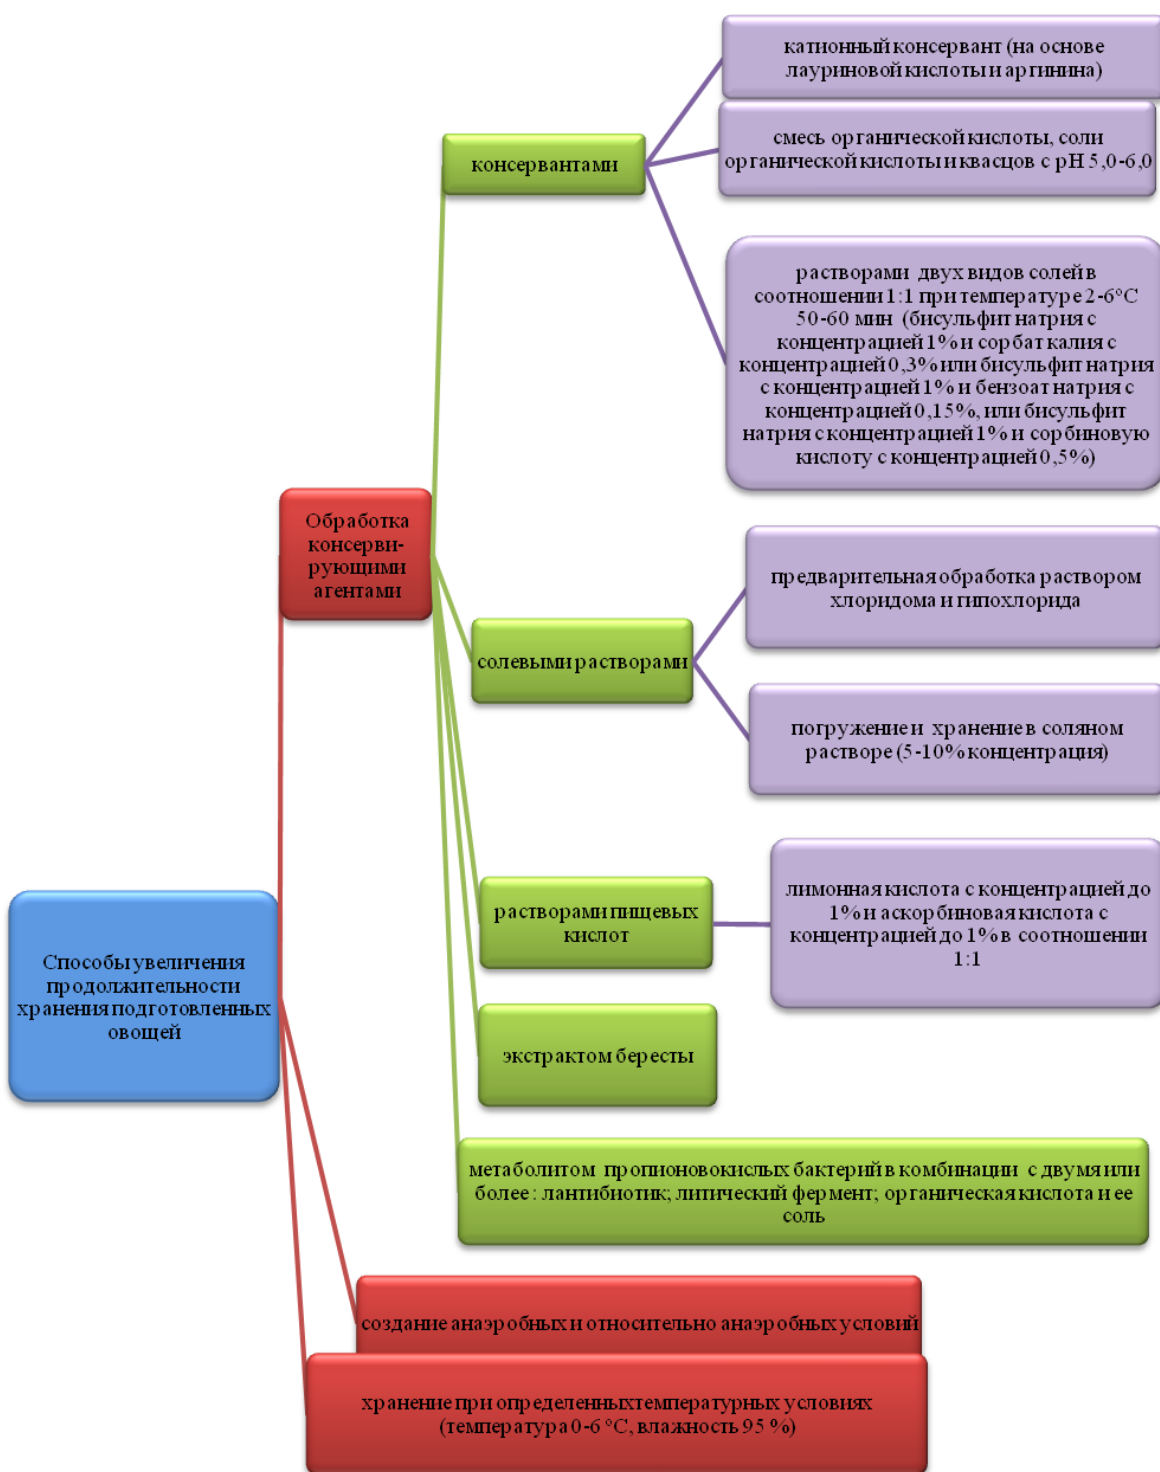 катионный консервант (на основе
лауриновой кислоты и аргинина)
смесь органической кислоты, соли
органической кислоты и квасцов с pH 5,0-6,0
консервантами
растворами двух видов солей в
соотношении 1:1 при температуре 2-6°С
50-60 мин (бисульфит натрия с
концентрацией 1% и сорбат калия с
концентрацией 0,3% или бисульфит натрия
с концентрацией 1% и бензоат натрия с
концентрацией 0,15%, или бисульфит
натрия с концентрацией 1% и сорбиновую
кислоту с концентрацией 0,5%)
Обработка
консерви-
рующими
агентами
предварительная обработка раствором
хлоридома и гипохлорида
солевыми растворами
погружение и хранение в соляном
растворе (5-10% концентрация)
растворами пищевых
кислот
лимонная кислота с концентрацией до
1% и аскорбиновая кислота с
концентрацией до 1% в соотношении
1:1
Способы увеличения
продолжительности
хранения подготовленных
овощей
экстрактом бересты
метаболитом пропионовокислых бактерий в комбинации с двумя или
более : лантибиотик; литический фермент; органическая кислота и ее
соль
создание анаэробных и относительно анаэробных условий
хранение при определенныхтемпературных условиях
(температура 0-6 °С, влажность 95 %)